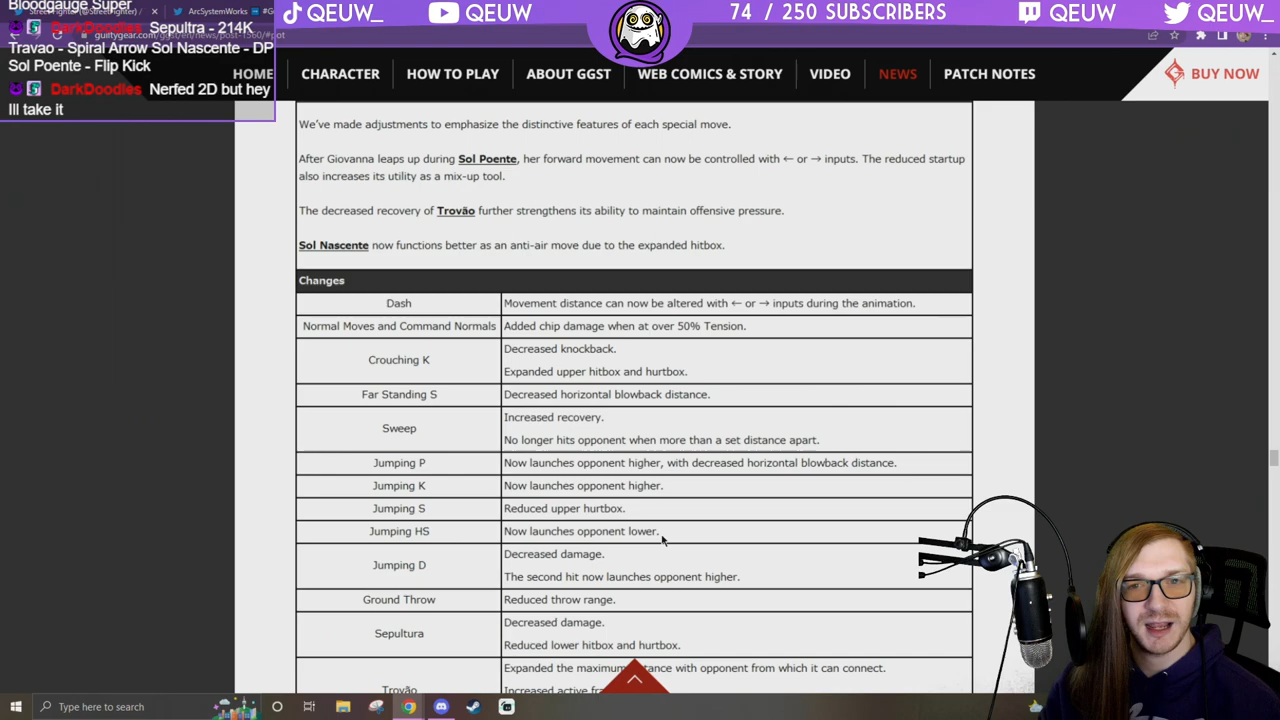 Bloodgauge Super
DarkDoodles Sepultra - 214K
Travao - Spiral Arrow Sol Nascente - DP
Sol Poente - Flip Kick
DarkDoodles Nerfed 2D but hey
Ill take it
QEUW_
QEUW
74 / 250 SUBSCRIBERS
QEUW
QEUW_
ArcSystemWorks
HOME
CHARACTER
HOW TO PLAY
ABOUT GGST
WEB COMICS & STORY
VIDEO
NEWS
PATCH NOTES
BUY NOW
We've made adjustments to emphasize the distinctive features of each special move.
After Giovanna leaps up during Sol Poente, her forward movement can now be controlled with ← or → inputs. The reduced startup
also increases its utility as a mix-up tool.
The decreased recovery of Trovão further strengthens its ability to maintain offensive pressure.
Sol Nascente now functions better as an anti-air move due to the expanded hitbox.
Changes
Dash
Movement distance can now be altered with ← or → inputs during the animation.
Normal Moves and Command Normals
Added chip damage when at over 50% Tension.
Crouching K
Decreased knockback.
Expanded upper hitbox and hurtbox.
Far Standing S
Decreased horizontal blowback distance.
Sweep
Increased recovery.
No longer hits opponent when more than a set distance apart.
Jumping P
Now launches opponent higher, with decreased horizontal blowback distance.
Jumping K
Now launches opponent higher.
Jumping S
Reduced upper hurtbox.
Jumping HS
Now launches opponent lower.
Jumping D
Decreased damage.
The second hit now launches opponent higher.
Ground Throw
Reduced throw range.
Sepultura
Decreased damage.
Reduced lower hitbox and hurtbox.
Trovão
Expanded the maximum
with opponent from which it can connect.
Increased active
Type here to search